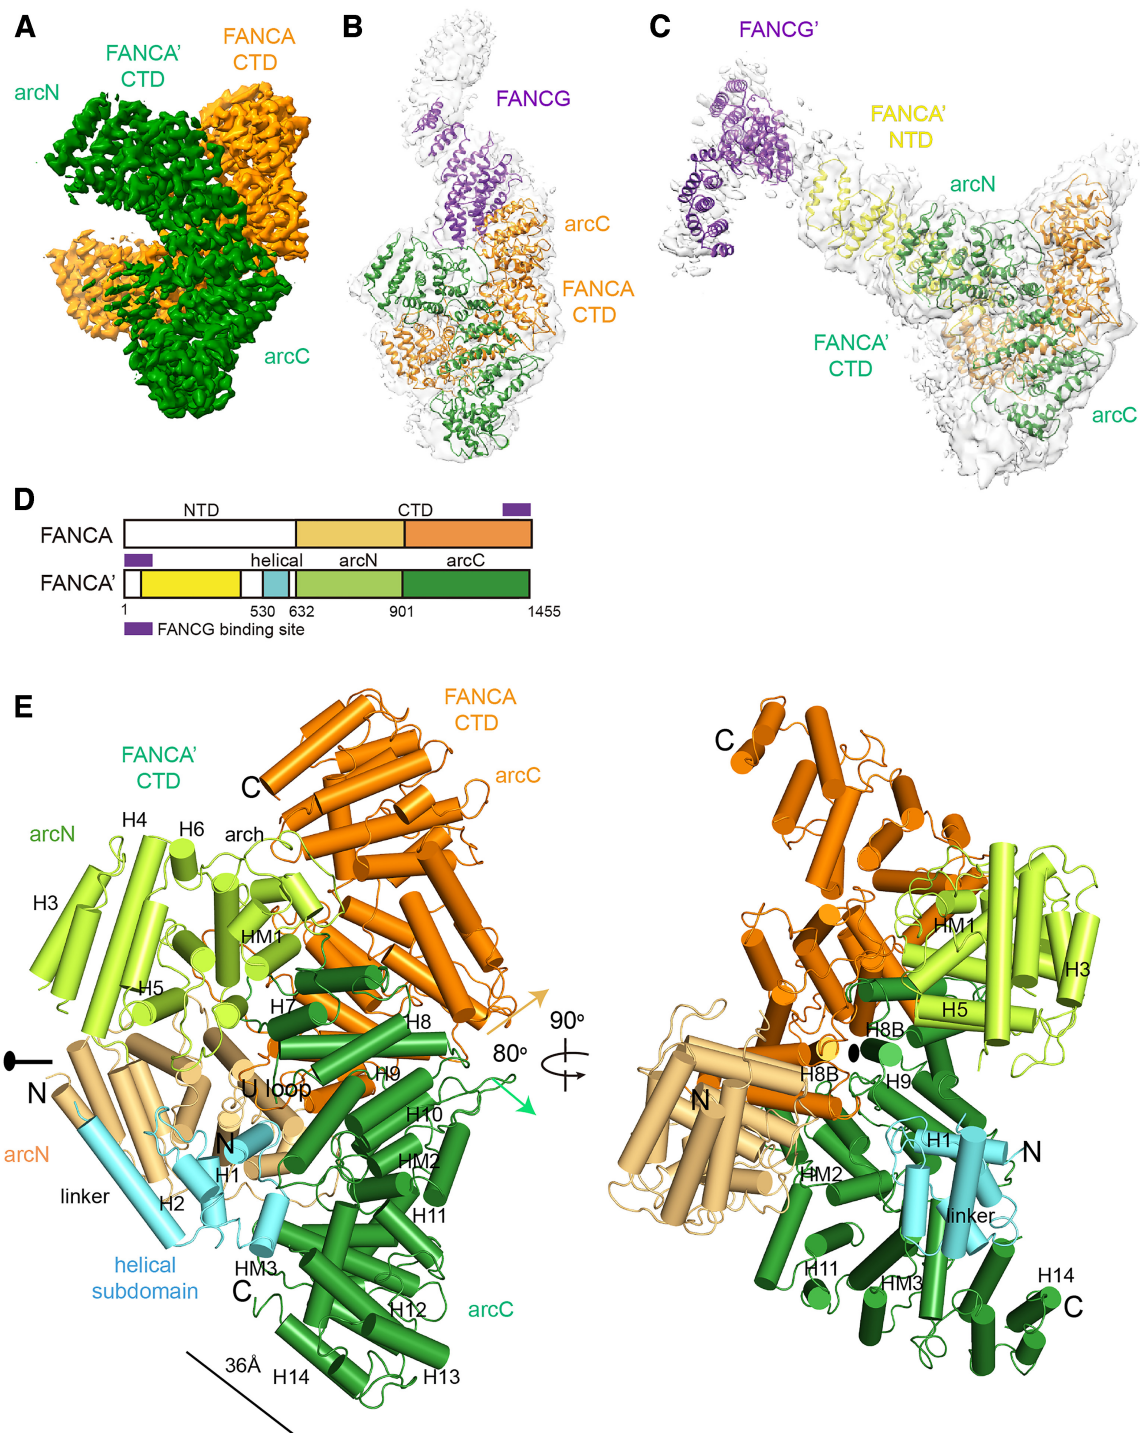 A
FANCA'
CTD
FANCA
CTD
arcN
arcC
B
FANCG
arcC
FANCA
CTD
C
FANCG'
FANCA'
NTD
arcN
FANCA'
CTD
arcC
D
NTD
CTD
FANCA
helical
arcN
arcC
FANCA'
1
530
632
901
1455
FANCG binding site
E
FANCA
CTD
FANCA'
CTD
C
arcC
arcN
H4
H6
arch
H3
HM1
H5
H7
H8
N
U loop
H9
80º
90º
H10
arcN
N
H1
HM2
linker
H2
H11
helical
subdomain
HM3
C
H12
arcC
36Å
H14
H13
C
HM1
H3
H5
H8B
H8B
H9
N
H1
N
HM2
linker
H11
HM3
H14
C